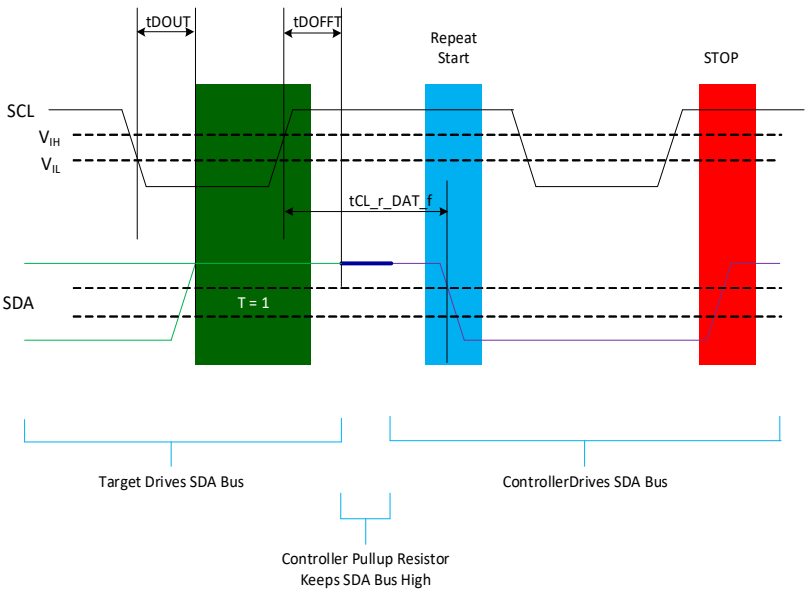 tDOUT
tDOFFT
Repeat
Start
STOP
SCL
VIH
VIL
tCL_r_DAT_f
SDA
T = 1
Target Drives SDA Bus
ControllerDrives SDA Bus
Controller Pullup Resistor
Keeps SDA Bus High